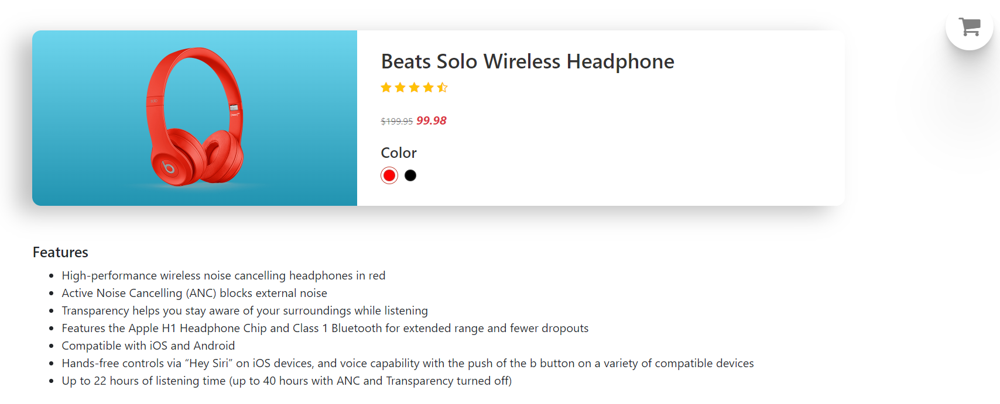 Beats Solo Wireless Headphone
$199.95 99.98
Color
Features
High-performance wireless noise cancelling headphones in red
Active Noise Cancelling (ANC) blocks external noise
Transparency helps you stay aware of your surroundings while listening
Features the Apple H1 Headphone Chip and Class 1 Bluetooth for extended range and fewer dropouts
Compatible with iOS and Android
Hands-free controls via “Hey Siri” on iOS devices, and voice capability with the push of the b button on a variety of compatible devices
Up to 22 hours of listening time (up to 40 hours with ANC and Transparency turned off)